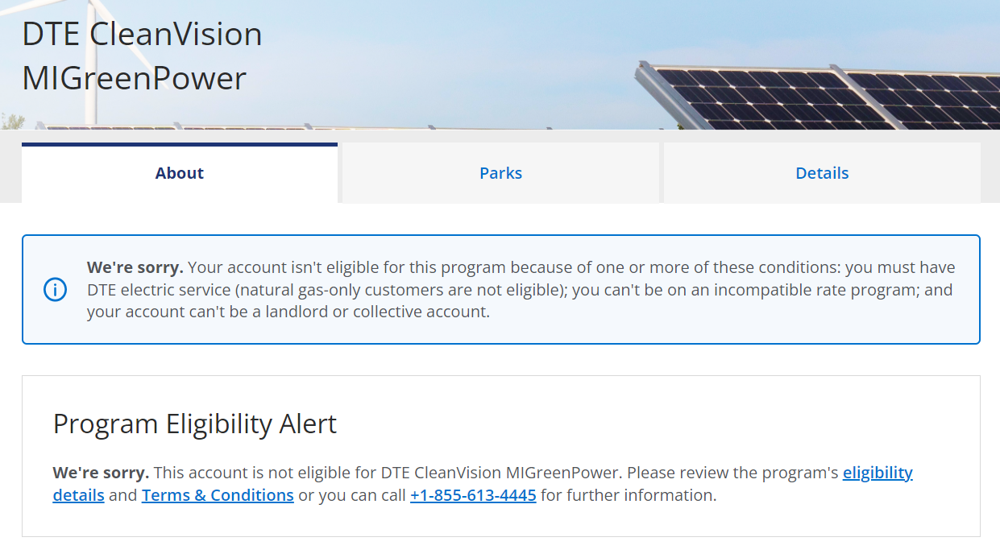 DTE CleanVision
MIGreenPower
About
Parks
Details
We're sorry. Your account isn't eligible for this program because of one or more of these conditions: you must have
DTE electric service (natural gas-only customers are not eligible); you can't be on an incompatible rate program; and
your account can't be a landlord or collective account.
Program Eligibility Alert
We're sorry. This account is not eligible for DTE CleanVision MIGreenPower. Please review the program's eligibility
details and Terms & Conditions or you can call +1-855-613-4445 for further information.